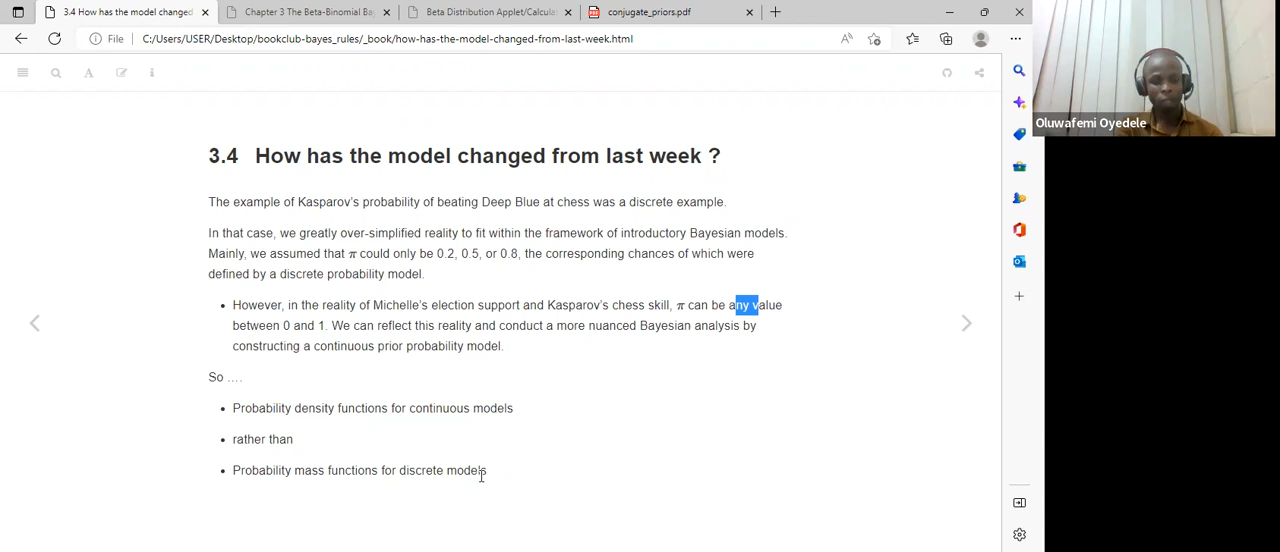 3.4 How has the model changed
Chapter 3 The Beta-Binomial Ba
Beta Distribution Applet/Calcula
conjugate_priors.pdf
File
C:/Users/USER/Desktop/bookclub-bayes_rules/_book/how-has-the-model-changed-from-last-week.html
Oluwafemi Oyedele
3.4 How has the model changed from last week ?
The example of Kasparov's probability of beating Deep Blue at chess was a discrete example.
In that case, we greatly over-simplified reality to fit within the framework of introductory Bayesian models.
Mainly, we assumed that π could only be 0.2, 0.5, or 0.8, the corresponding chances of which were
defined by a discrete probability model.
• However, in the reality of Michelle's election support and Kasparov's chess skill, π can be any value
between 0 and 1. We can reflect this reality and conduct a more nuanced Bayesian analysis by
constructing a continuous prior probability model.
So ....
• Probability density functions for continuous models
• rather than
• Probability mass functions for discrete models